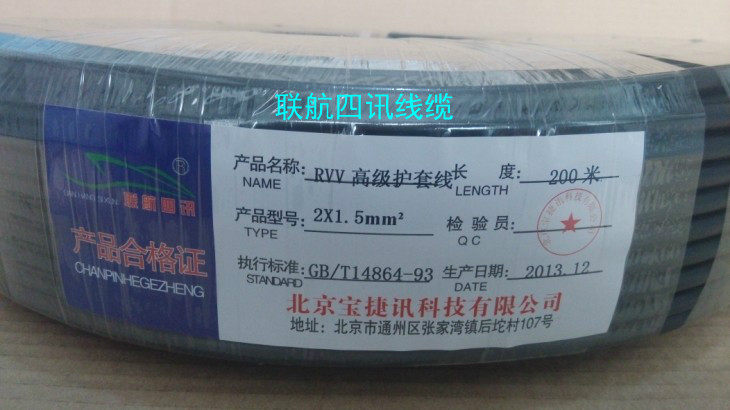 联航四讯线缆
LIAN HANG SI XUN
联航四讯
®
产品合格证
CHANPINHEGEZHENG
产品名称: RVV 高级护套线 长 度: 200 米
NAME LENGTH
产品型号: 2X1.5mm² 检 验 员:
TYPE Q C
执行标准: GB/T14864-93 生产日期: 2013.12
STANDARD DATE
北京宝捷讯科技有限公司
地址: 北京市通州区张家湾镇后坨村107号